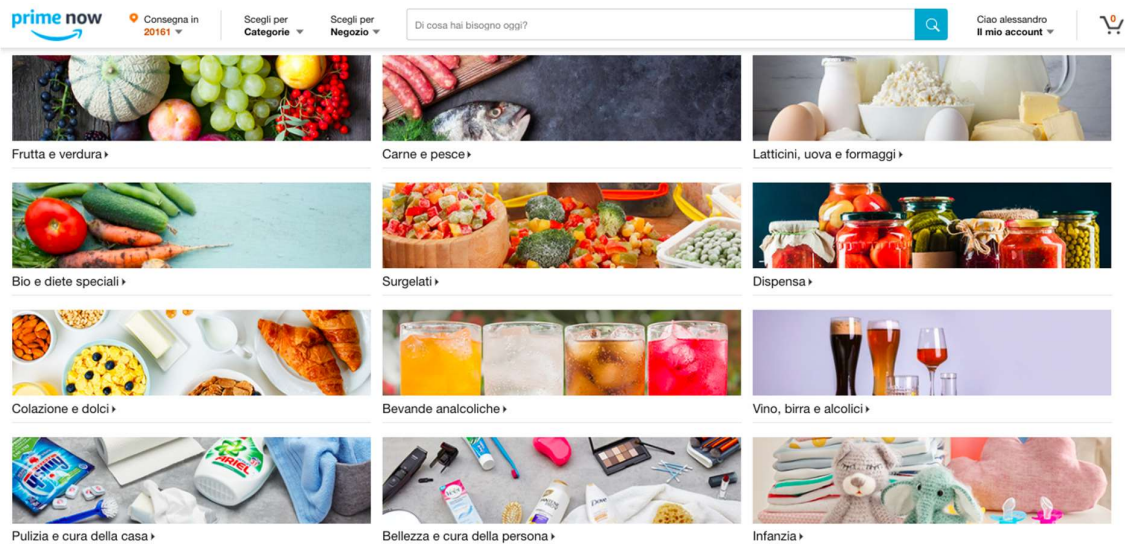 prime now
Consegna in
20161
Scegli per
Categorie
Scegli per
Negozio
Di cosa hai bisogno oggi?
Ciao alessandro
Il mio account
0
Frutta e verdura
Carne e pesce
Latticini, uova e formaggi
Bio e diete speciali
Surgelati
Dispensa
Colazione e dolci
Bevande analcoliche
Vino, birra e alcolici
ARIEL
Dove
Pulizia e cura della casa
Bellezza e cura della persona
Infanzia